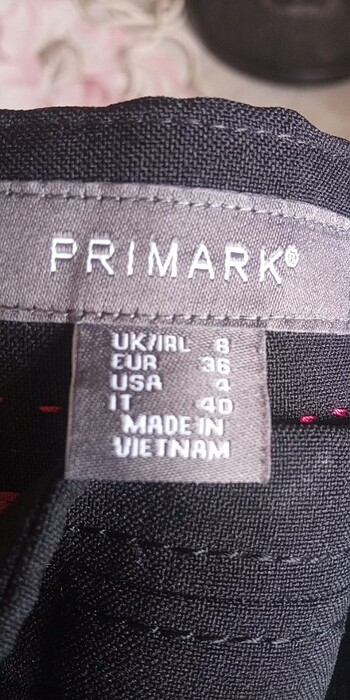 PRIMARK®
UK/IRL 8
EUR 36
USA 4
IT 40
MADE IN
VIETNAM